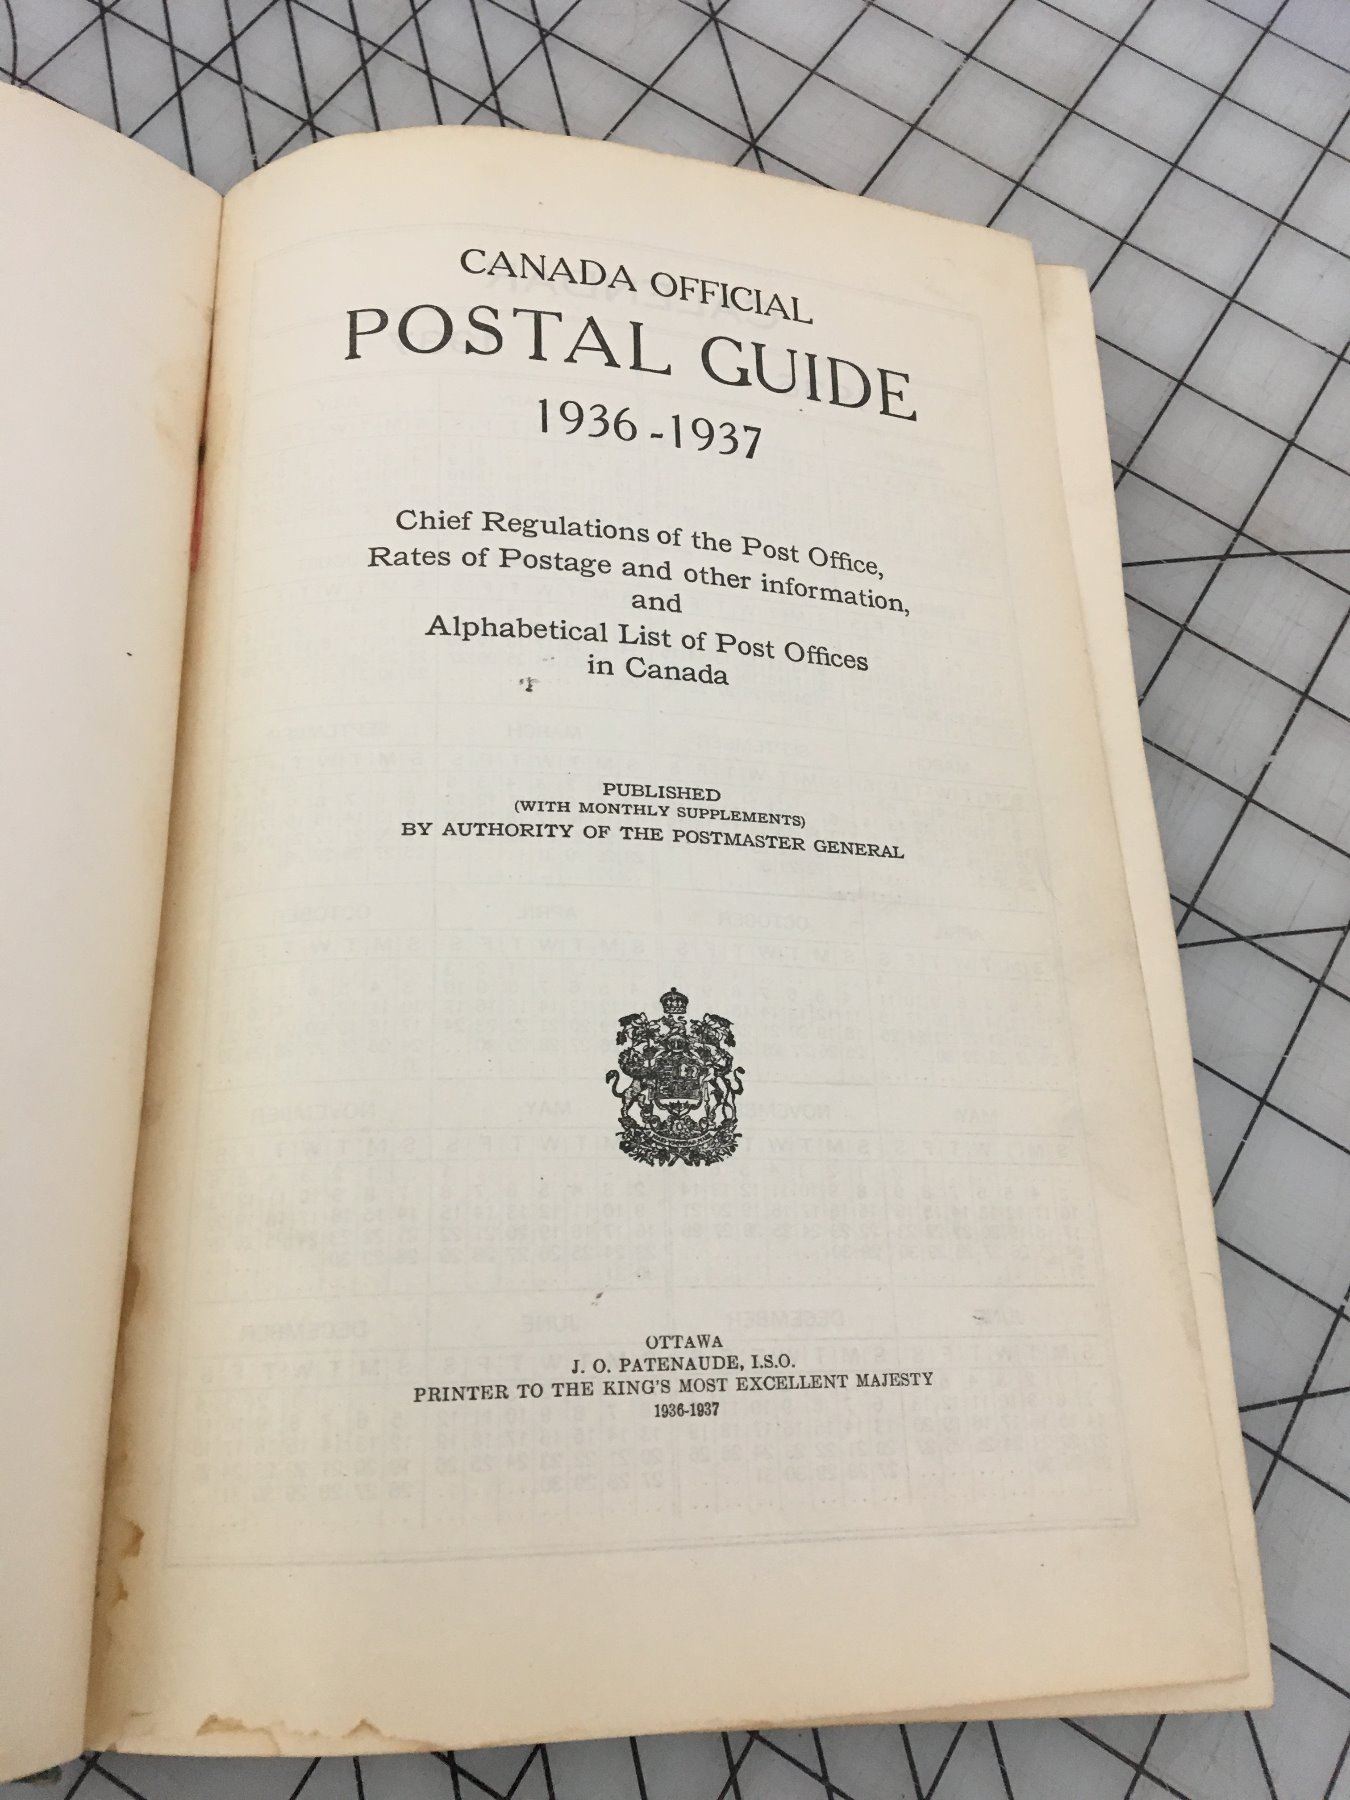 CANADA OFFICIAL
POSTAL GUIDE
1936-1937
Chief Regulations of the Post Office,
Rates of Postage and other information,
and
Alphabetical List of Post Offices
in Canada
PUBLISHED
(WITH MONTHLY SUPPLEMENTS)
BY AUTHORITY OF THE POSTMASTER GENERAL
OTTAWA
J. O. PATENAUDE, I.S.O.
PRINTER TO THE KING'S MOST EXCELLENT MAJESTY
1936-1937